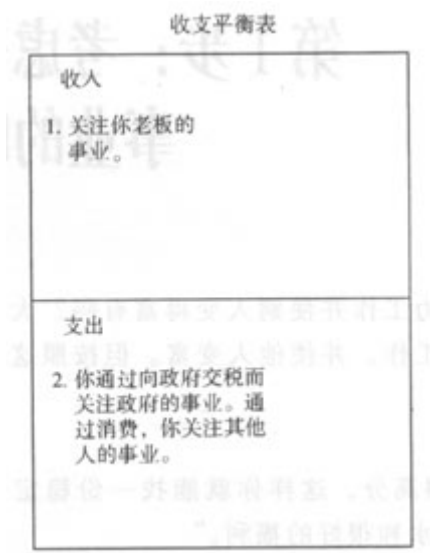 收支平衡表
收人
1. 关注你老板的
事业。
支出
2. 你通过向政府交税而
关注政府的事业。通
过消费，你关注其他
人的事业。